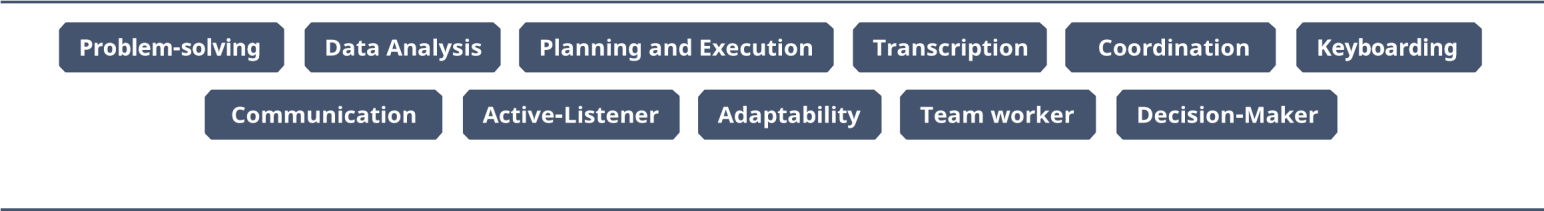 Problem-solving Data Analysis Planning and Execution Transcription Coordination Keyboarding
Communication Active-Listener Adaptability Team worker Decision-Maker